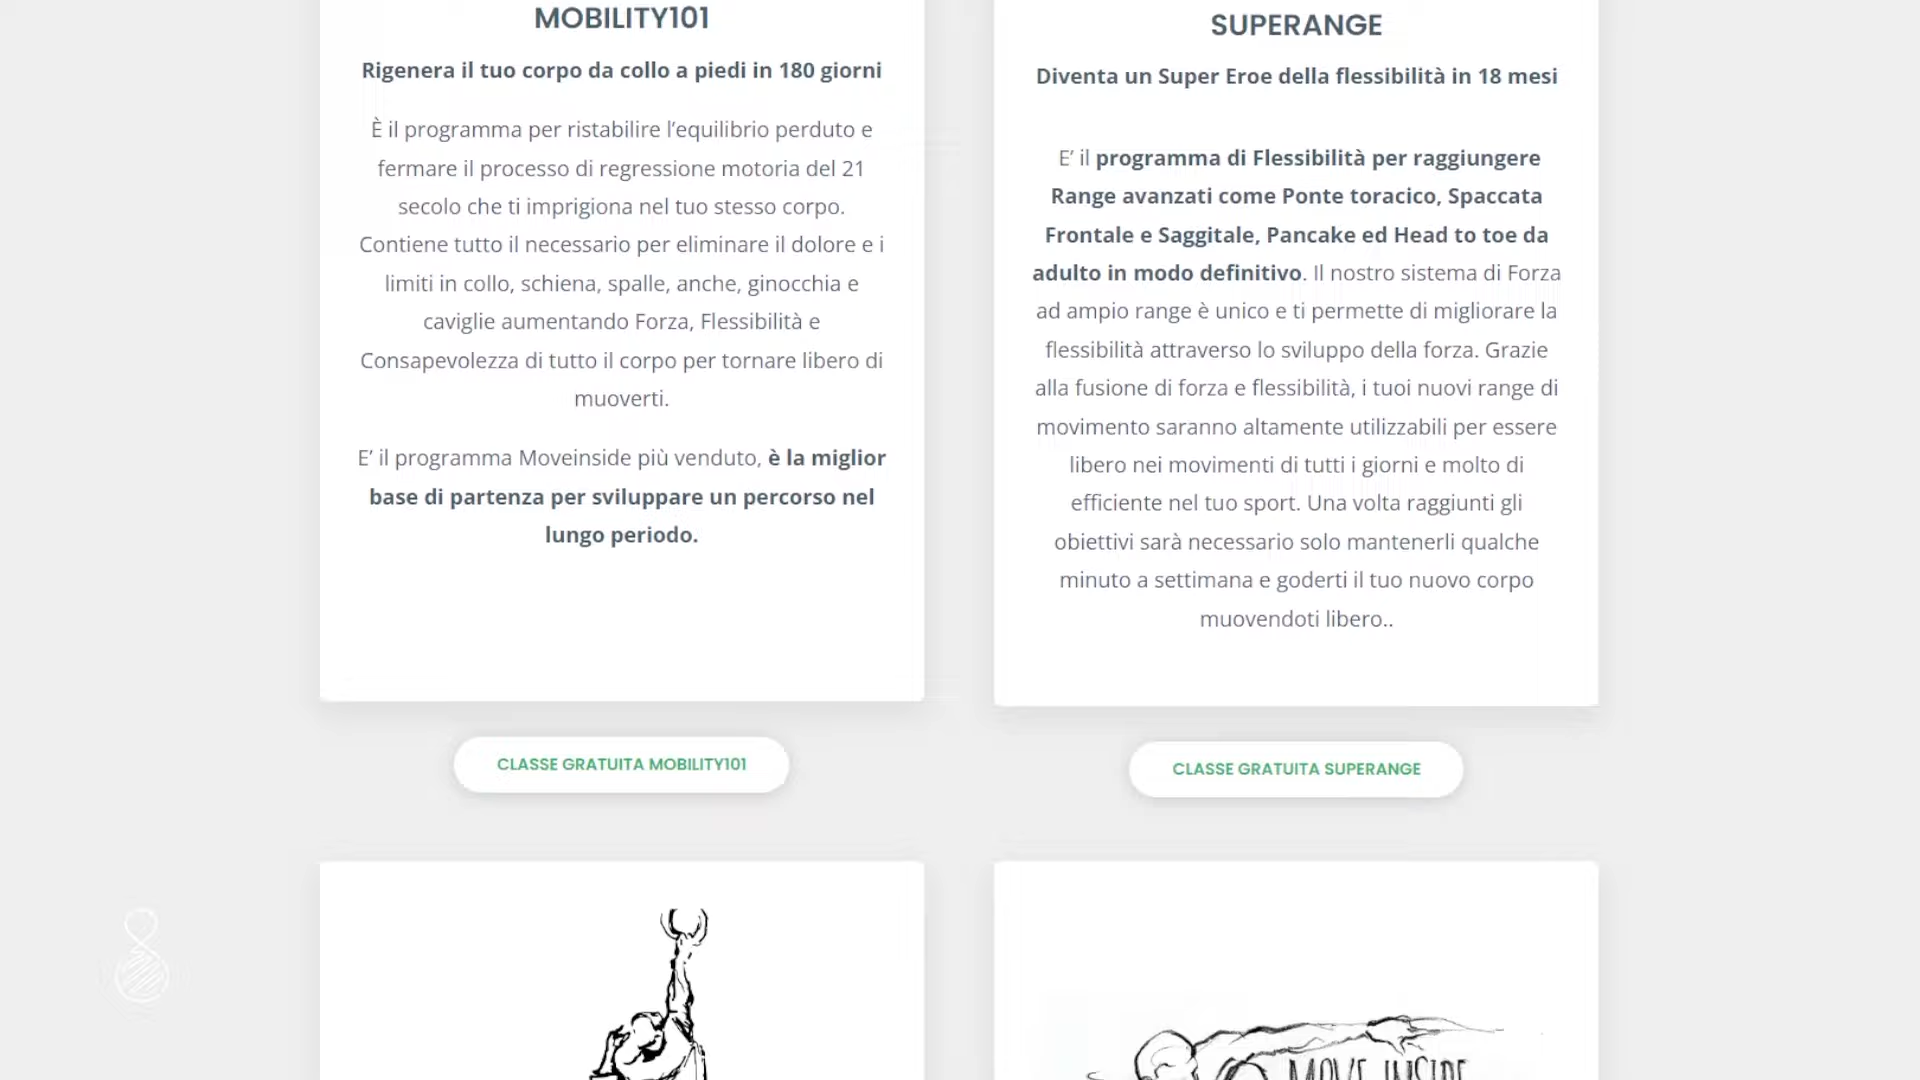 MOBILITY101
Rigenera il tuo corpo da collo a piedi in 180 giorni
È il programma per ristabilire l’equilibrio perduto e
fermare il processo di regressione motoria del 21
secolo che ti imprigiona nel tuo stesso corpo.
Contiene tutto il necessario per eliminare il dolore e i
limiti in collo, schiena, spalle, anche, ginocchia e
caviglie aumentando Forza, Flessibilità e
Consapevolezza di tutto il corpo per tornare libero di
muoverti.
E’ il programma Moveinside più venduto, è la miglior
base di partenza per sviluppare un percorso nel
lungo periodo.
CLASSE GRATUITA MOBILITY101
SUPERANGE
Diventa un Super Eroe della flessibilità in 18 mesi
E’ il programma di Flessibilità per raggiungere
Range avanzati come Ponte toracico, Spaccata
Frontale e Saggitale, Pancake ed Head to toe da
adulto in modo definitivo. Il nostro sistema di Forza
ad ampio range è unico e ti permette di migliorare la
flessibilità attraverso lo sviluppo della forza. Grazie
alla fusione di forza e flessibilità, i tuoi nuovi range di
movimento saranno altamente utilizzabili per essere
libero nei movimenti di tutti i giorni e molto di
efficiente nel tuo sport. Una volta raggiunti gli
obiettivi sarà necessario solo mantenerli qualche
minuto a settimana e goderti il tuo nuovo corpo
muovendoti libero..
CLASSE GRATUITA SUPERANGE
MOVE INSIDE